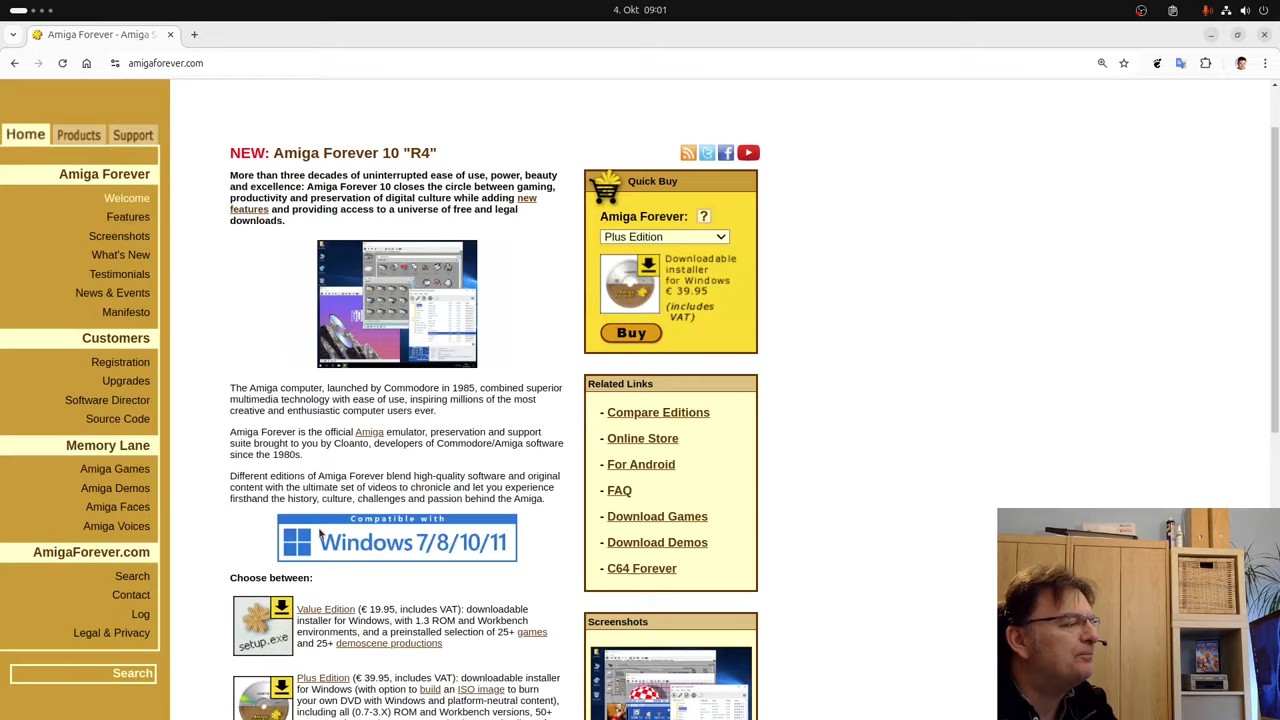 4. Okt 09:01
Amiga Forever - Amiga S
amigaforever.com
Home
Products
Support
Amiga Forever
Welcome
Features
Screenshots
What's New
Testimonials
News & Events
Manifesto
Customers
Registration
Upgrades
Software Director
Source Code
Memory Lane
Amiga Games
Amiga Demos
Amiga Faces
Amiga Voices
AmigaForever.com
Search
Contact
Log
Legal & Privacy
Search
NEW: Amiga Forever 10 "R4"
More than three decades of uninterrupted ease of use, power, beauty
and excellence: Amiga Forever 10 closes the circle between gaming,
productivity and preservation of digital culture while adding new
features and providing access to a universe of free and legal
downloads.
The Amiga computer, launched by Commodore in 1985, combined superior
multimedia technology with ease of use, inspiring millions of the most
creative and enthusiastic computer users ever.
Amiga Forever is the official Amiga emulator, preservation and support
suite brought to you by Cloanto, developers of Commodore/Amiga software
since the 1980s.
Different editions of Amiga Forever blend high-quality software and original
content with the ultimate set of videos to chronicle and let you experience
firsthand the history, culture, challenges and passion behind the Amiga.
Compatible with
Windows 7/8/10/11
Choose between:
setup.exe
Value Edition (€ 19.95, includes VAT): downloadable
installer for Windows, with 1.3 ROM and Workbench
environments, and a preinstalled selection of 25+ games
and 25+ demoscene productions
Plus Edition (€ 39.95, includes VAT): downloadable installer
for Windows (with option to build an ISO image to burn
your own DVD with Windows and platform-neutral content),
including all (0.7-3.X) ROM and Workbench versions, 50+
Quick Buy
Amiga Forever: ?
Plus Edition
Downloadable
installer
for Windows
€ 39.95
(includes
VAT)
Buy
Related Links
- Compare Editions
- Online Store
- For Android
- FAQ
- Download Games
- Download Demos
- C64 Forever
Screenshots